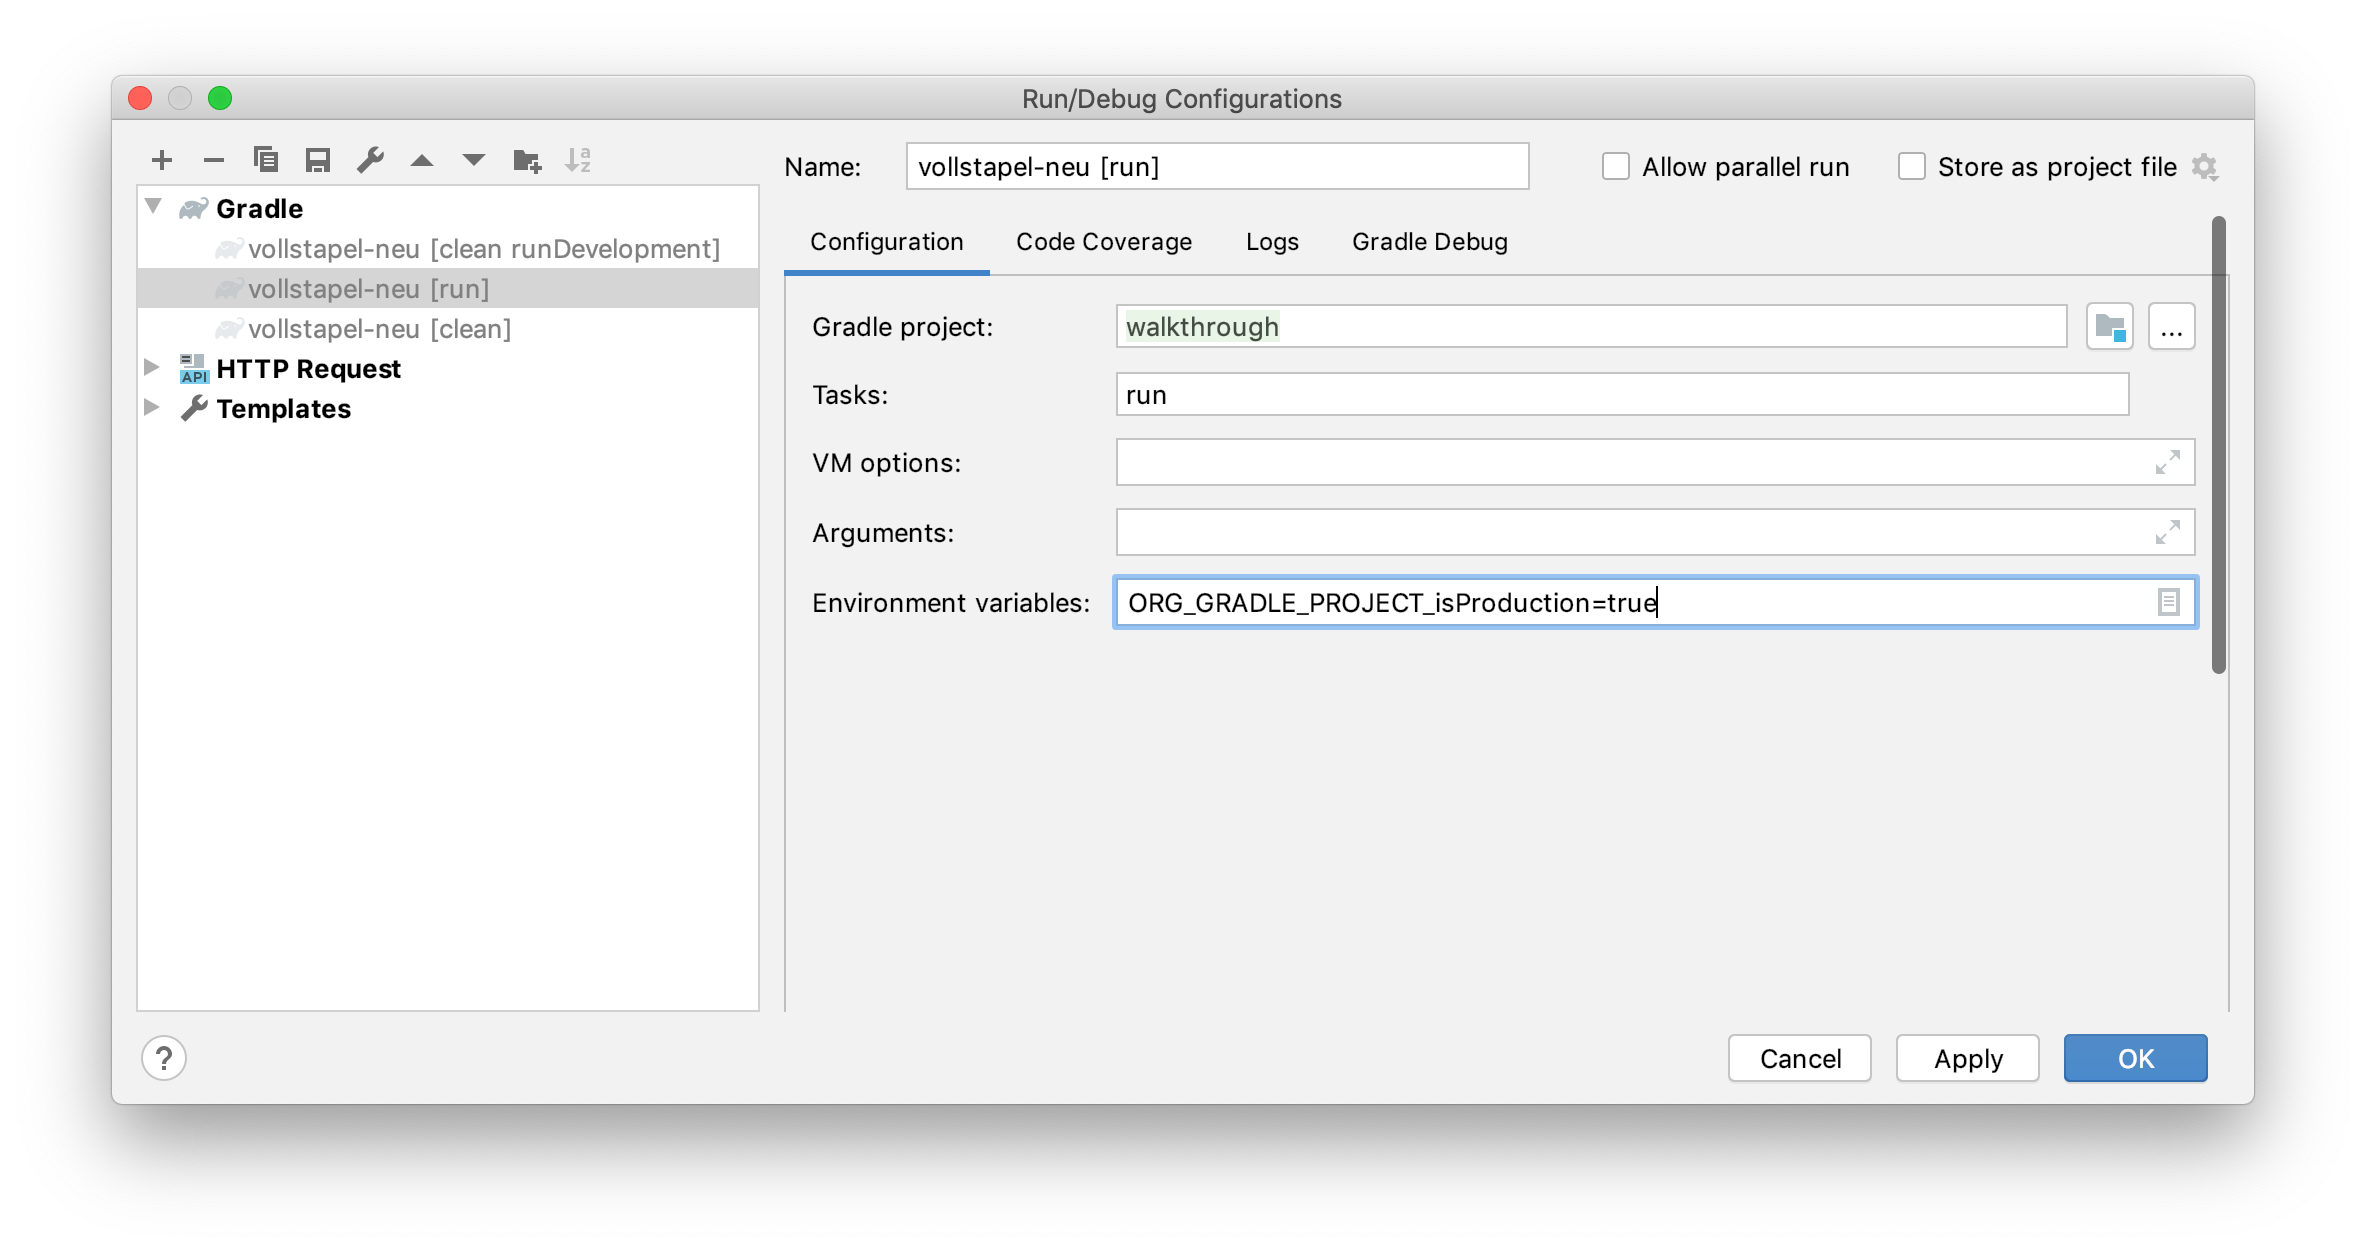 Run/Debug Configurations
Name: vollstapel-neu [run] Allow parallel run Store as project file
Gradle
vollstapel-neu [clean runDevelopment]
vollstapel-neu [run]
vollstapel-neu [clean]
API HTTP Request
Templates
Configuration Code Coverage Logs Gradle Debug
Gradle project: walkthrough ...
Tasks: run
VM options:
Arguments:
Environment variables: ORG_GRADLE_PROJECT_isProduction=true
? Cancel Apply OK